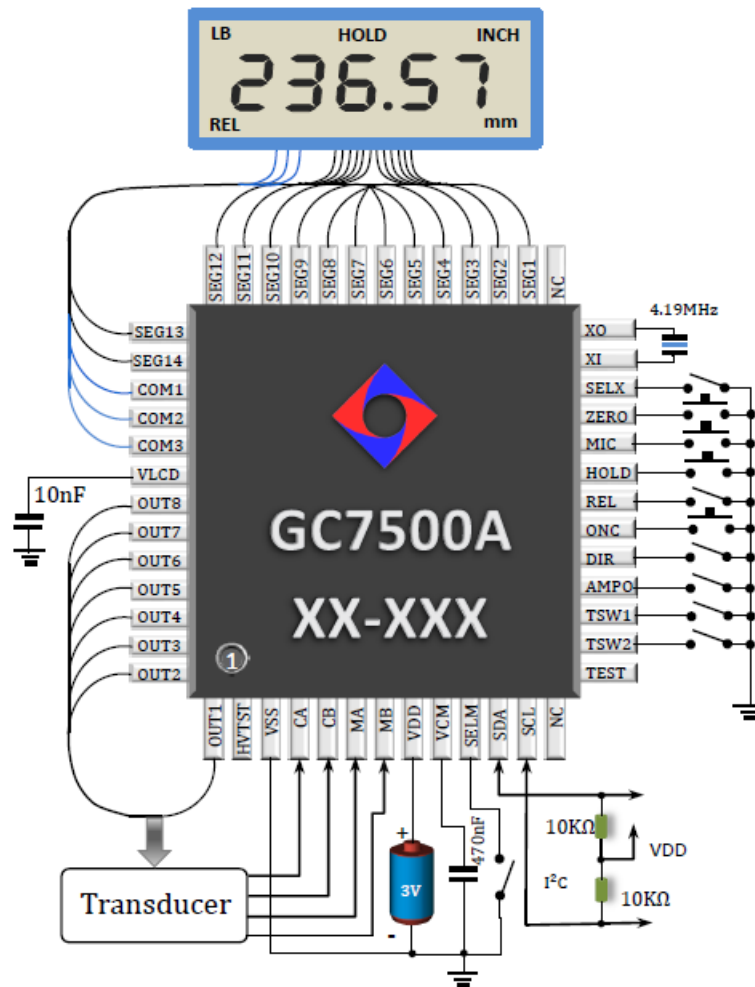 LB HOLD INCH
236.57
REL mm
SEG12 SEG11 SEG10 SEG9 SEG8 SEG7 SEG6 SEG5 SEG4 SEG3 SEG2 SEG1 NC
SEG13
SEG14
COM1
COM2
COM3
VLCD
10nF
OUT8
OUT7
OUT6
OUT5
OUT4
OUT3
OUT2
GC7500A
XX-XXX
1
4.19MHz
XO
XI
SELX
ZERO
MIC
HOLD
REL
ONC
DIR
AMPO
TSW1
TSW2
TEST
OUT1 HVTST VSS CA CB MA MB VDD VCM SELM SDA SCL NC
Transducer
+
3V
-
470nF
10KΩ
VDD
I²C
10KΩ